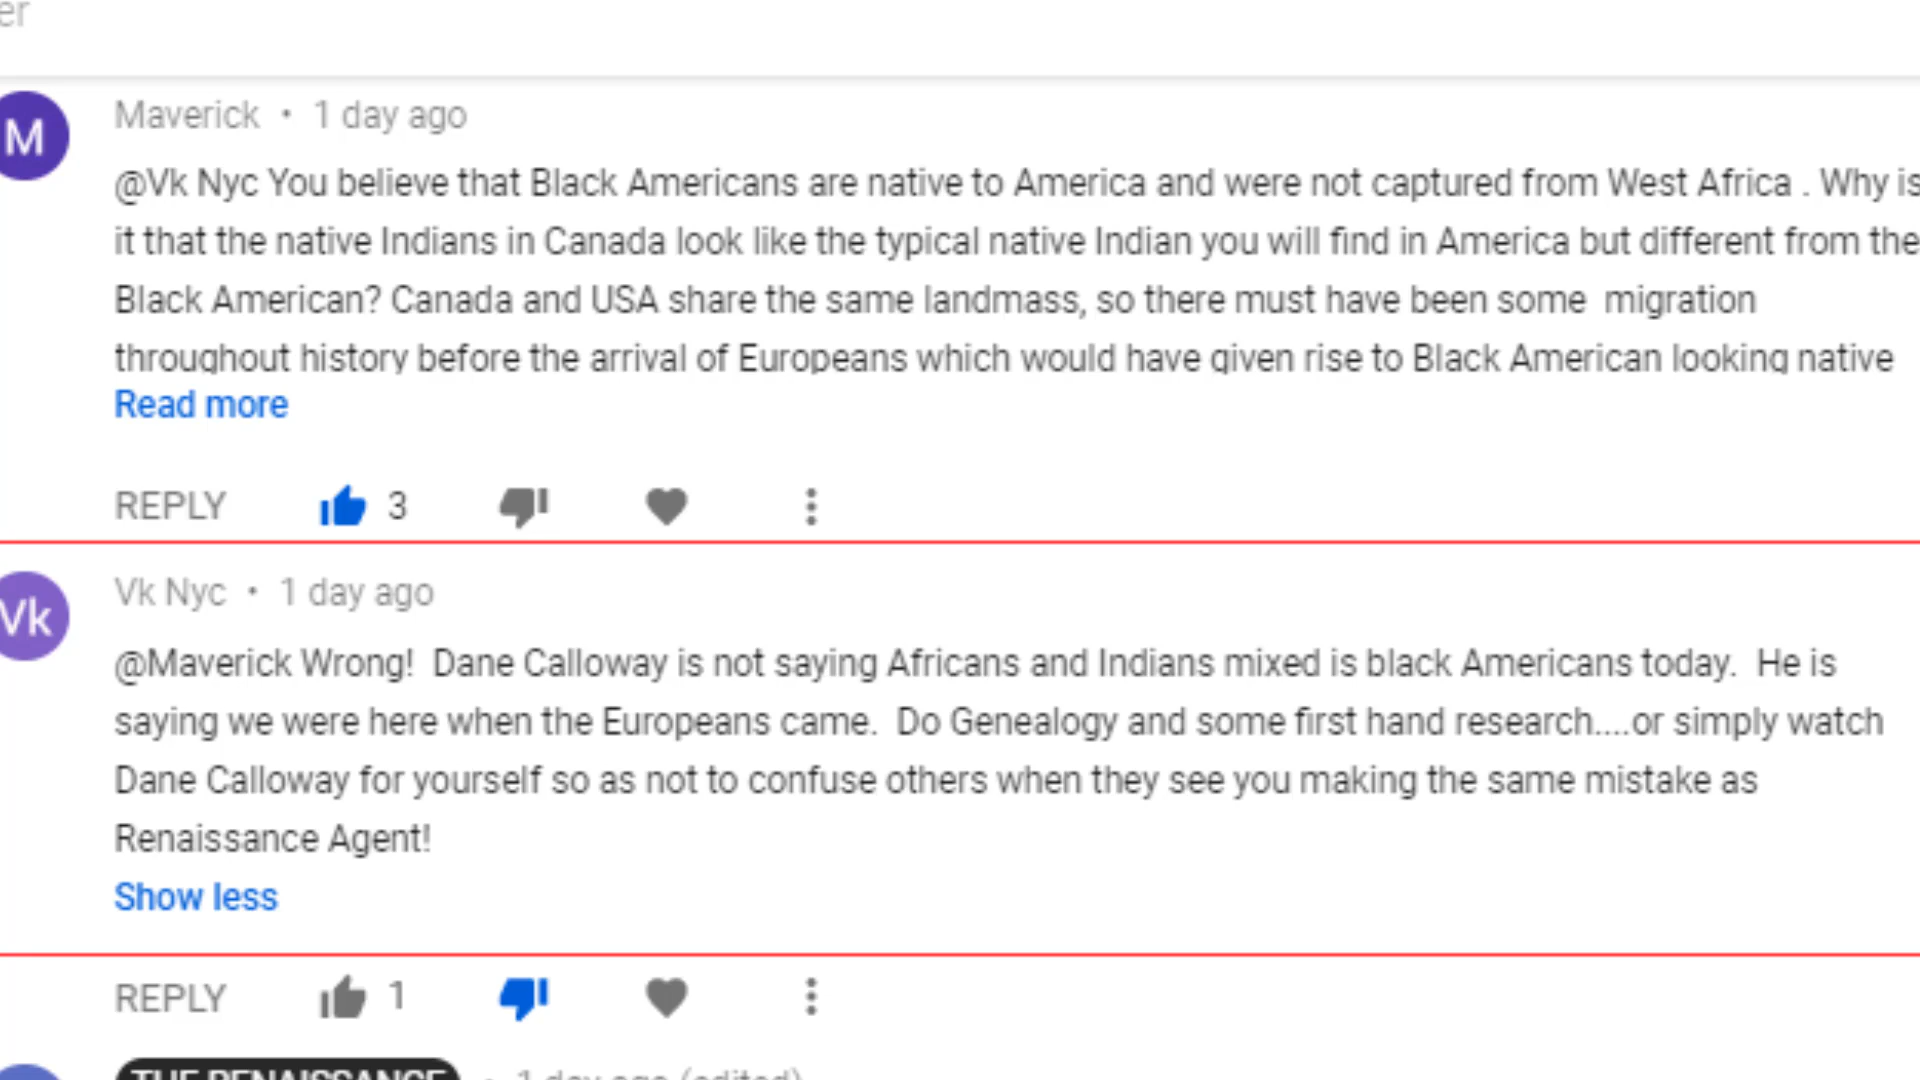 er
M
Maverick • 1 day ago
@Vk Nyc You believe that Black Americans are native to America and were not captured from West Africa . Why is
it that the native Indians in Canada look like the typical native Indian you will find in America but different from the
Black American? Canada and USA share the same landmass, so there must have been some  migration
throughout history before the arrival of Europeans which would have given rise to Black American looking native
Read more
REPLY 3
Vk
Vk Nyc • 1 day ago
@Maverick Wrong!  Dane Calloway is not saying Africans and Indians mixed is black Americans today.  He is
saying we were here when the Europeans came.  Do Genealogy and some first hand research....or simply watch
Dane Calloway for yourself so as not to confuse others when they see you making the same mistake as
Renaissance Agent!
Show less
REPLY 1
THE RENAISSANCE • 1 day ago (edited)